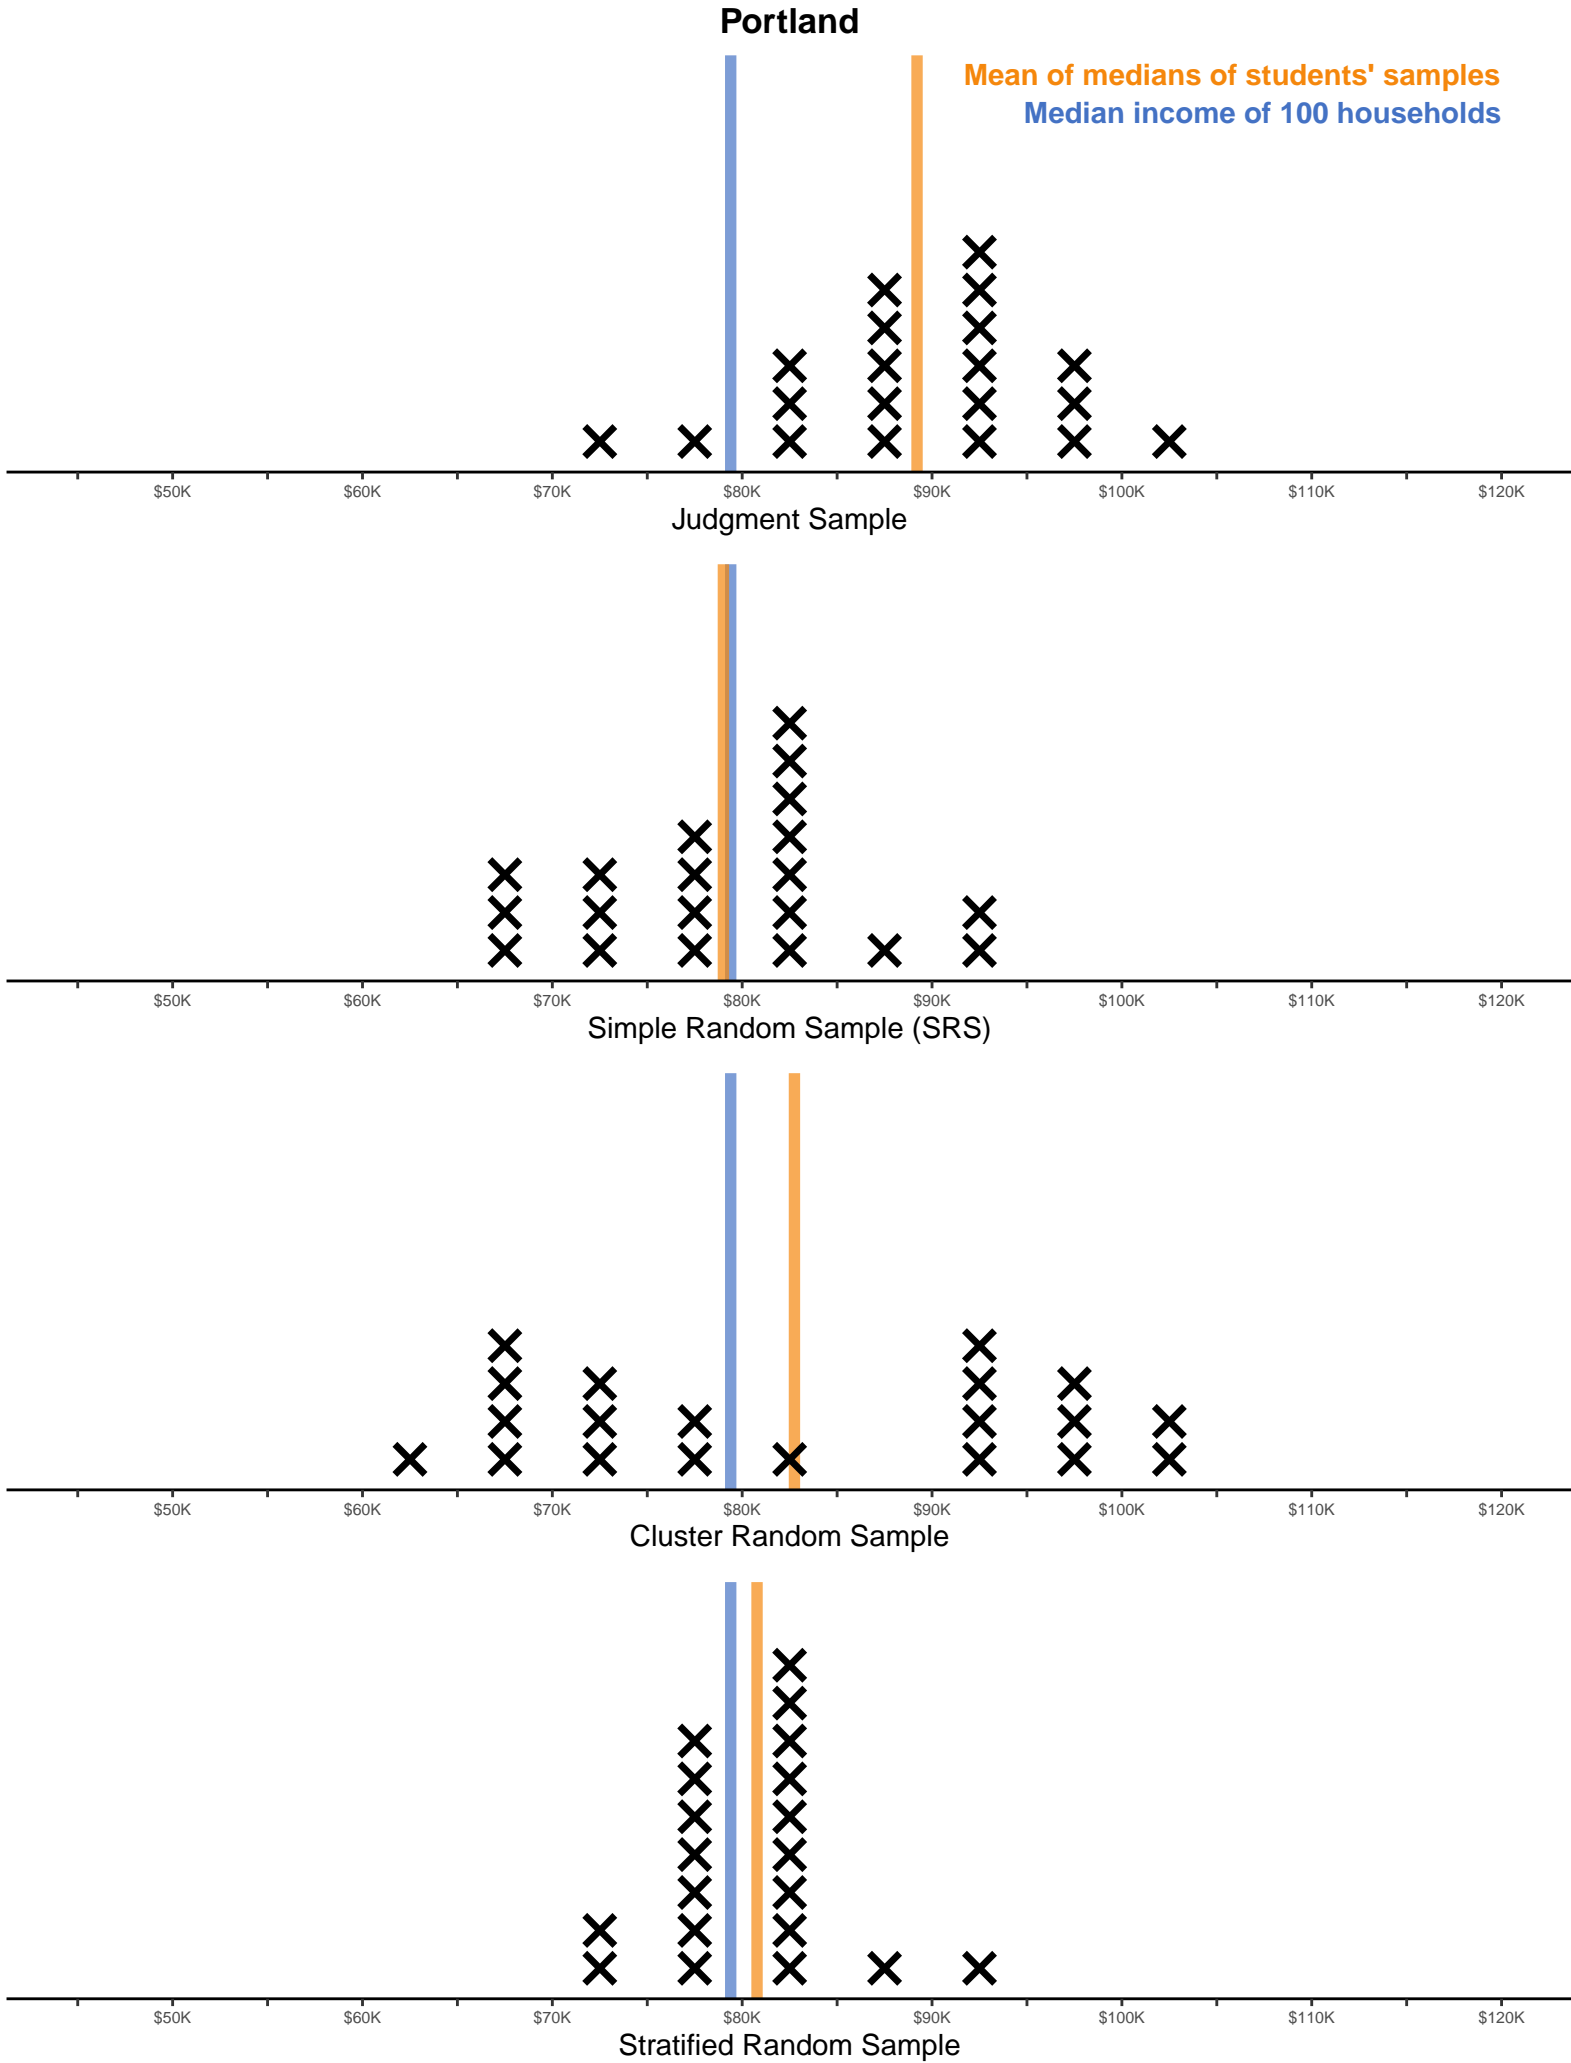 Portland
Mean of medians of students' samples
Median income of 100 households
$50K $60K $70K $80K $90K $100K $110K $120K
Judgment Sample
$50K $60K $70K $80K $90K $100K $110K $120K
Simple Random Sample (SRS)
$50K $60K $70K $80K $90K $100K $110K $120K
Cluster Random Sample
$50K $60K $70K $80K $90K $100K $110K $120K
Stratified Random Sample